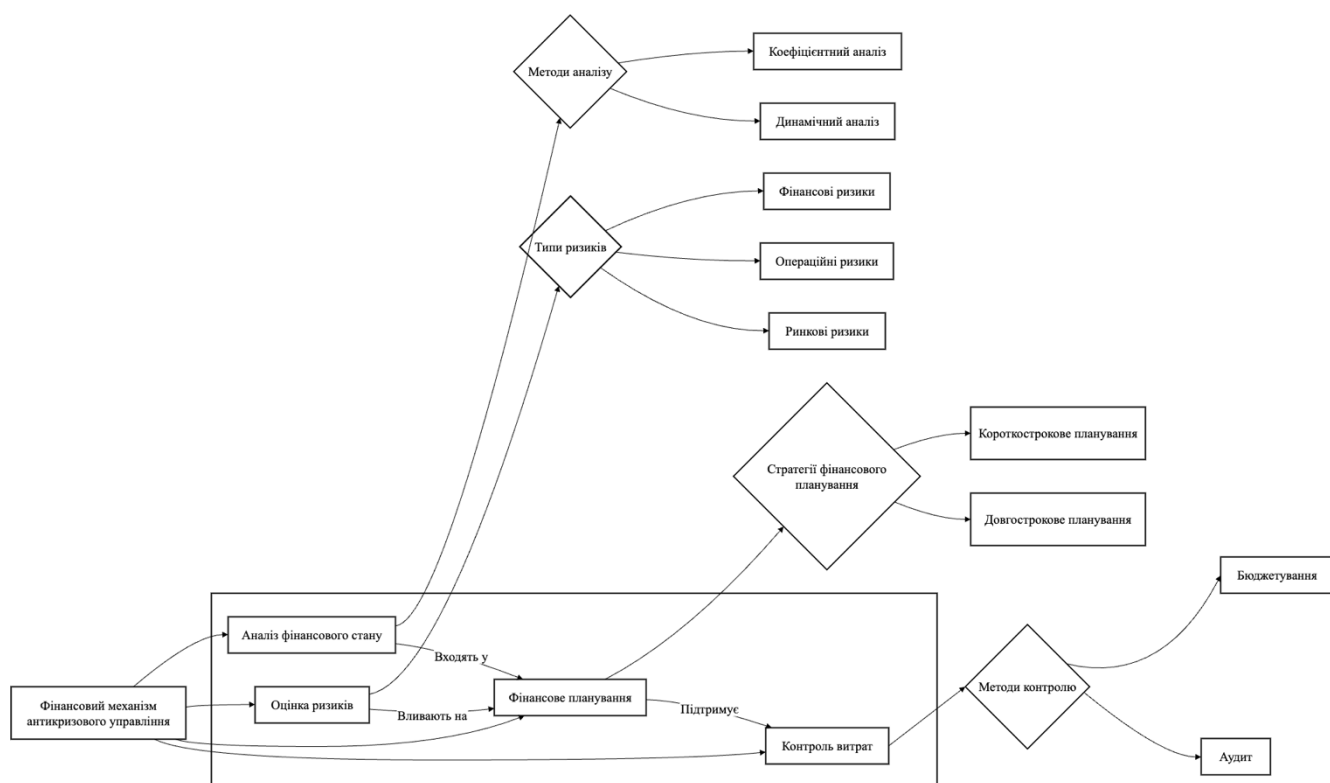 Методи аналізу
Коефіцієнтний аналіз
Динамічний аналіз
Типи ризиків
Фінансові ризики
Операційні ризики
Ринкові ризики
Стратегії фінансового
планування
Короткострокове планування
Довгострокове планування
Аналіз фінансового стану
Входять у
Фінансовий механізм
антикризового управління
Оцінка ризиків
Вливають на
Фінансове планування
Підтримує
Контроль витрат
Методи контролю
Бюджетування
Аудит